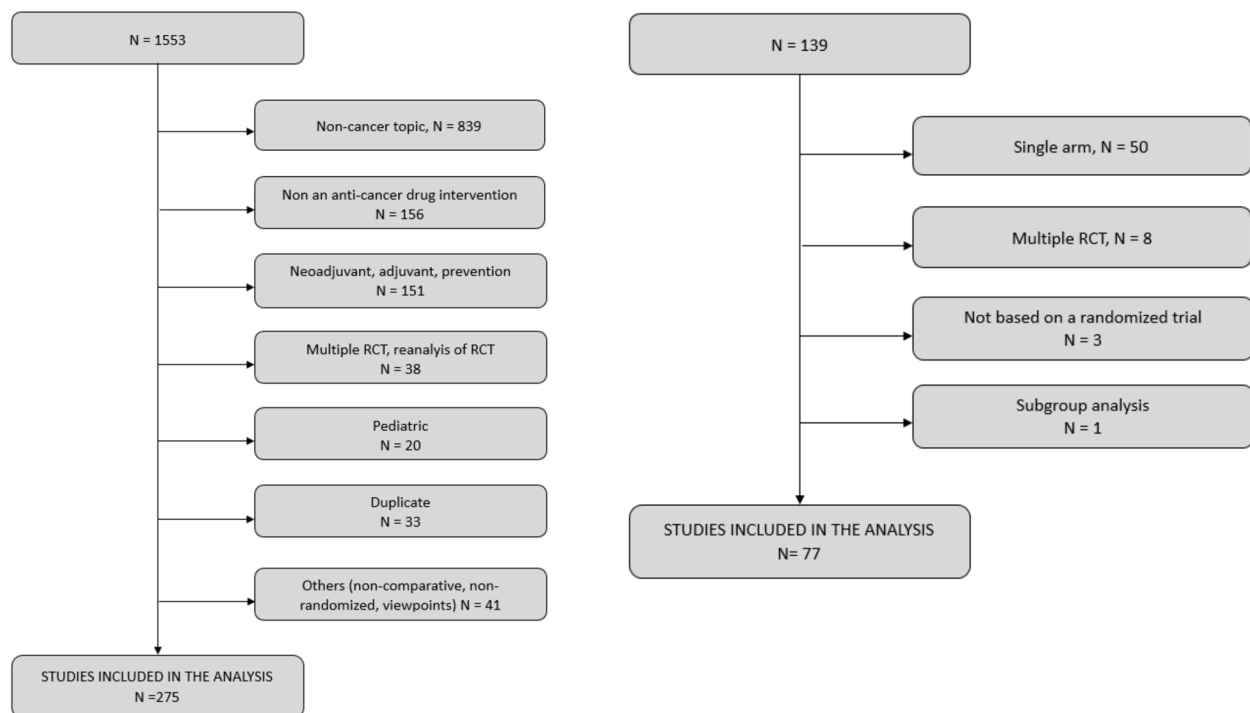 N = 1553
Non-cancer topic, N = 839
Non an anti-cancer drug intervention
N = 156
Neoadjuvant, adjuvant, prevention
N = 151
Multiple RCT, reanalyis of RCT
N = 38
Pediatric
N = 20
Duplicate
N = 33
Others (non-comparative, non-
randomized, viewpoints) N = 41
STUDIES INCLUDED IN THE ANALYSIS
N =275
N = 139
Single arm, N = 50
Multiple RCT, N = 8
Not based on a randomized trial
N = 3
Subgroup analysis
N = 1
STUDIES INCLUDED IN THE ANALYSIS
N= 77